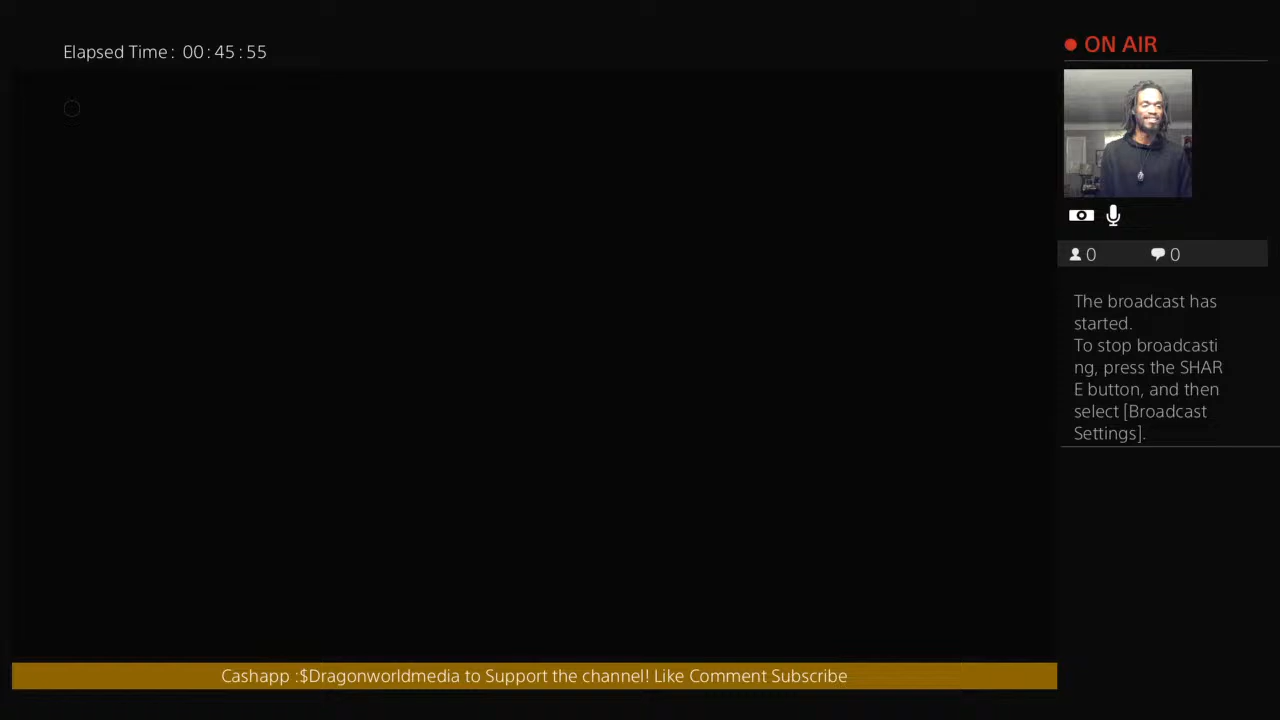 Elapsed Time: 00:45:55
ON AIR
0 0
The broadcast has
started.
To stop broadcasti
ng, press the SHAR
E button, and then
select [Broadcast
Settings].
Cashapp :$Dragonworldmedia to Support the channel! Like Comment Subscribe